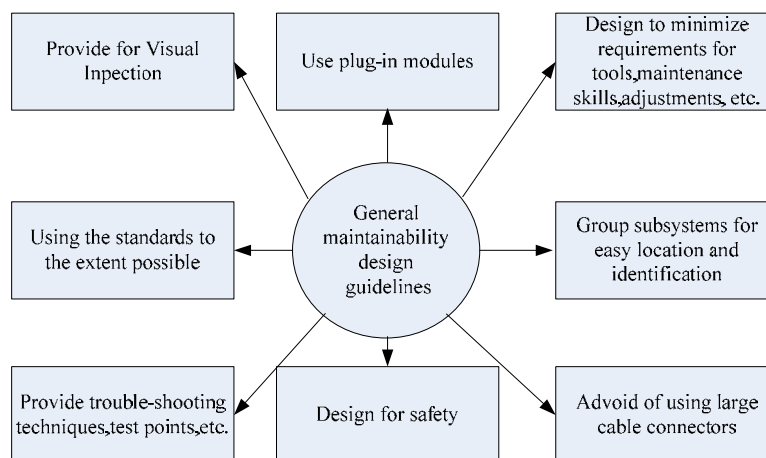 Provide for Visual
Inpection
Use plug-in modules
Design to minimize
requirements for
tools,maintenance
skills,adjustments, etc.
Using the standards to
the extent possible
General
maintainability
design
guidelines
Group subsystems for
easy location and
identification
Provide trouble-shooting
techniques,test points,etc.
Design for safety
Advoid of using large
cable connectors